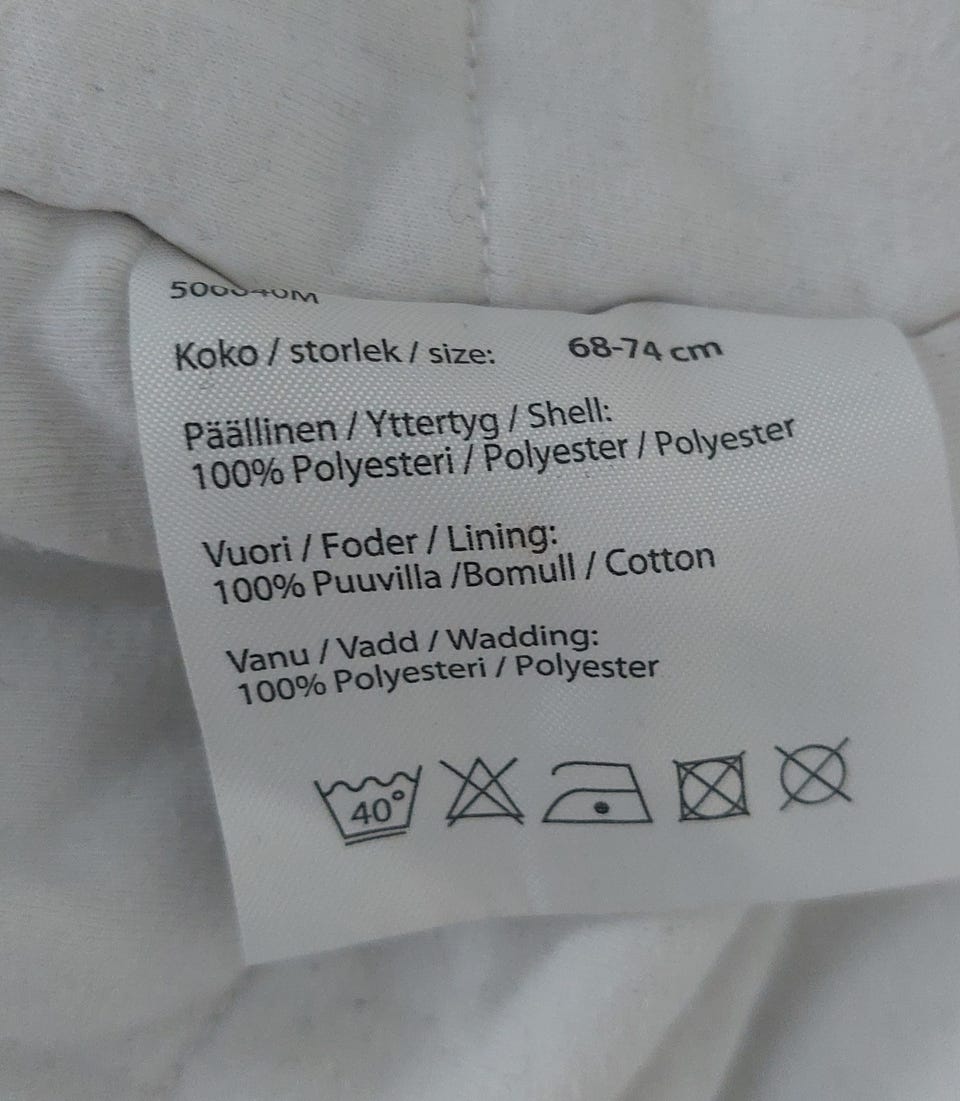 Koko / storlek / size: 68-74 cm
Päällinen / Yttertyg / Shell:
100% Polyesteri / Polyester / Polyester
Vuori / Foder / Lining:
100% Puuvilla /Bomull / Cotton
Vanu / Vadd / Wadding:
100% Polyesteri / Polyester
40°